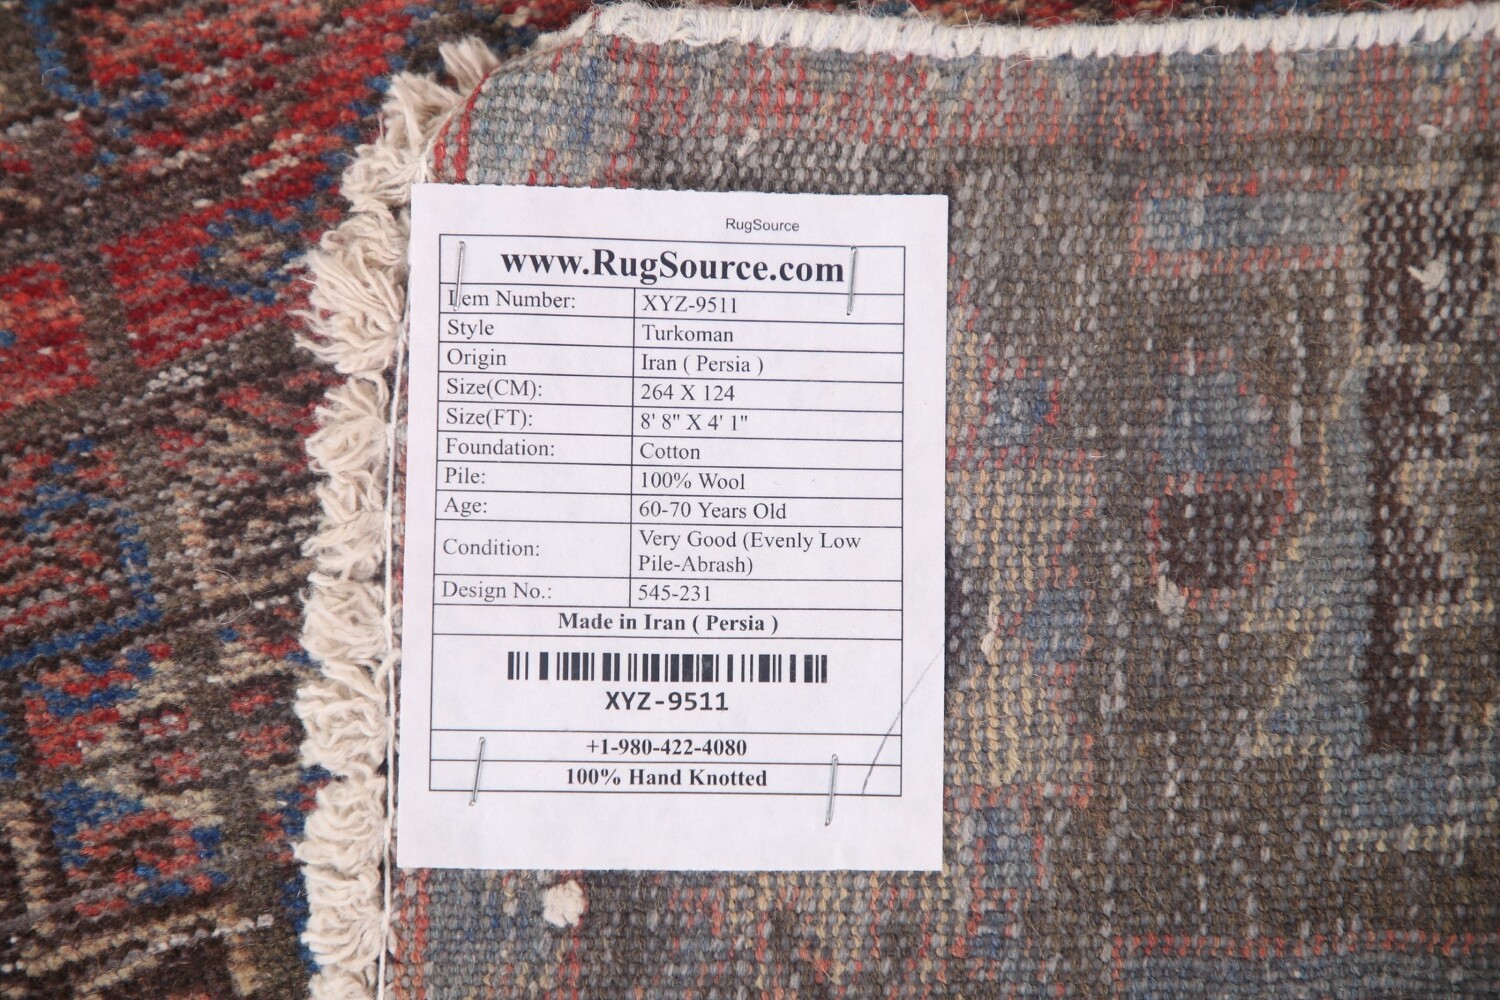 RugSource
www.RugSource.com
Item Number: XYZ-9511
Style Turkoman
Origin Iran ( Persia )
Size(CM): 264 X 124
Size(FT): 8' 8" X 4' 1"
Foundation: Cotton
Pile: 100% Wool
Age: 60-70 Years Old
Condition: Very Good (Evenly Low
Pile-Abrash)
Design No.: 545-231
Made in Iran ( Persia )
XYZ-9511
+1-980-422-4080
100% Hand Knotted